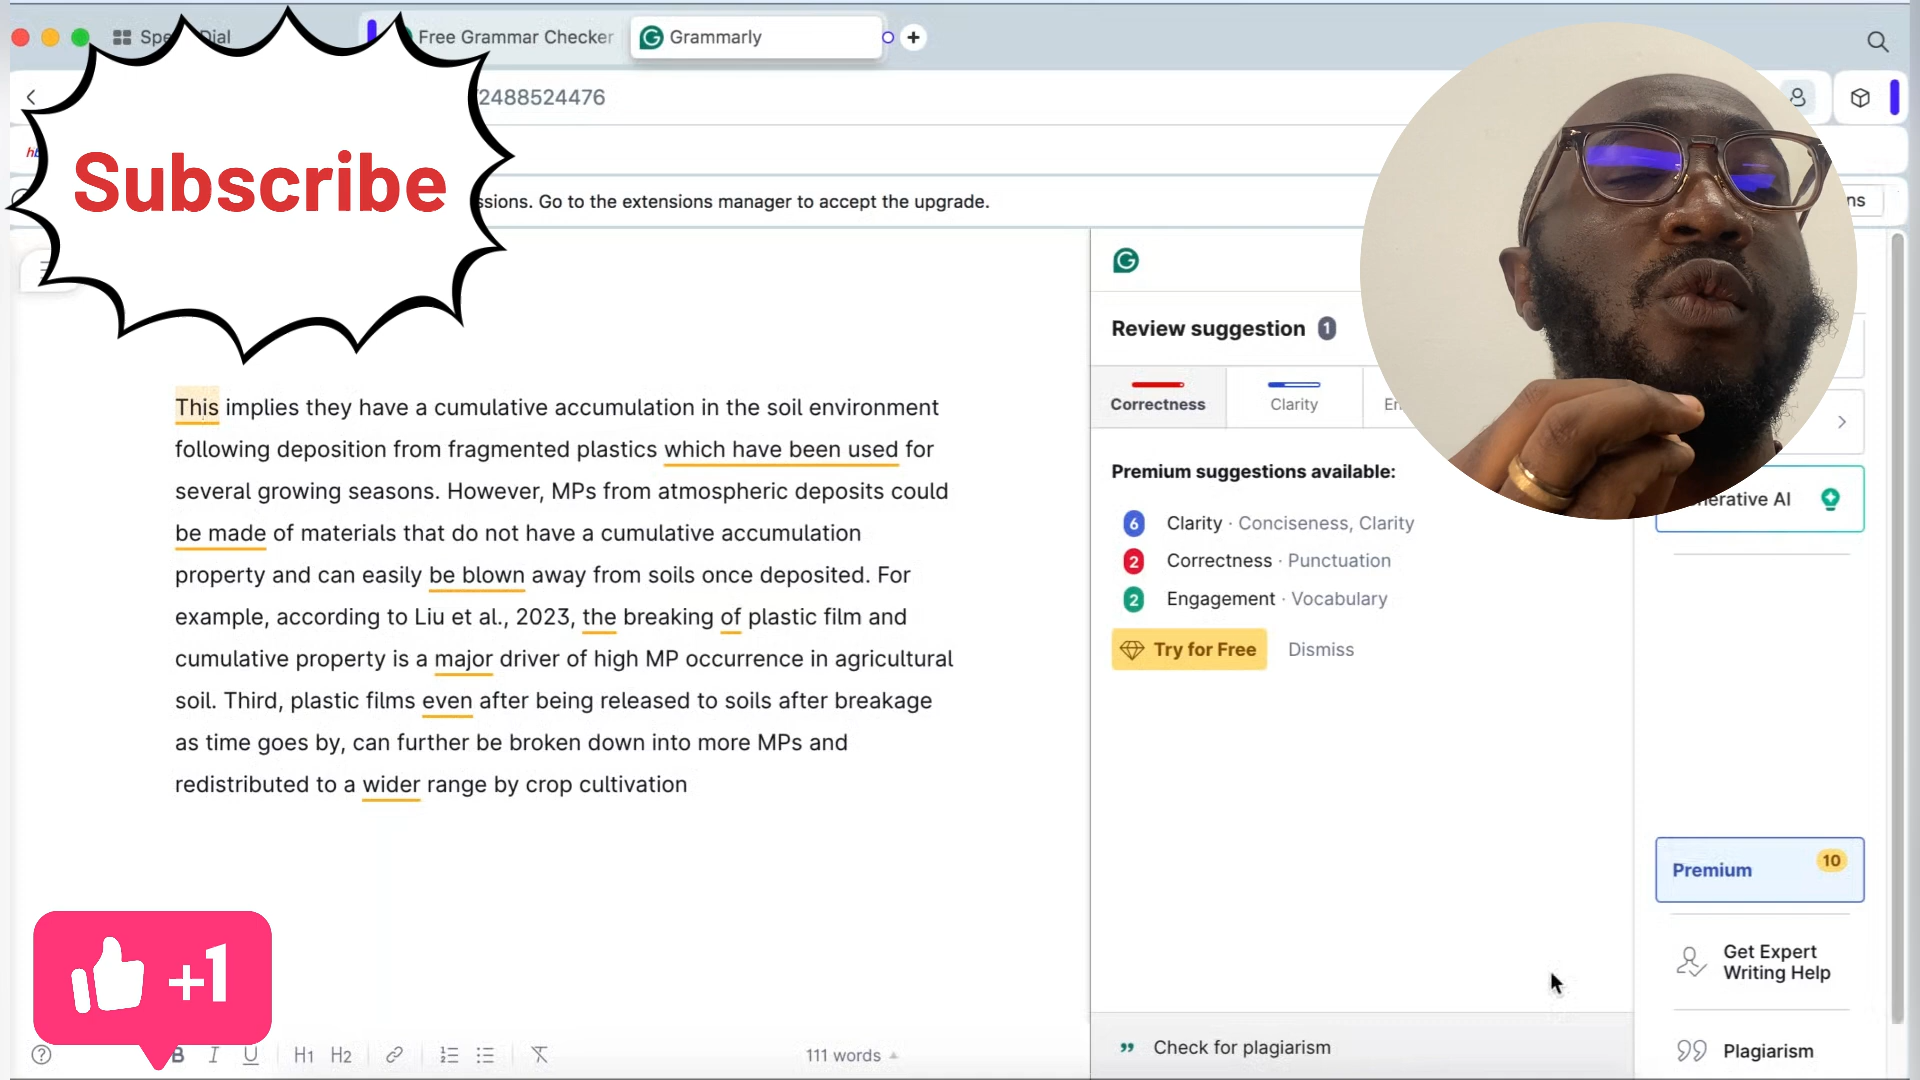 Free Grammar Checker
Grammarly
2488524476
Subscribe
ssions. Go to the extensions manager to accept the upgrade.
Review suggestion 1
Correctness
Clarity
Premium suggestions available:
6 Clarity · Conciseness, Clarity
2 Correctness · Punctuation
2 Engagement · Vocabulary
Try for Free
Dismiss
This implies they have a cumulative accumulation in the soil environment
following deposition from fragmented plastics which have been used for
several growing seasons. However, MPs from atmospheric deposits could
be made of materials that do not have a cumulative accumulation
property and can easily be blown away from soils once deposited. For
example, according to Liu et al., 2023, the breaking of plastic film and
cumulative property is a major driver of high MP occurrence in agricultural
soil. Third, plastic films even after being released to soils after breakage
as time goes by, can further be broken down into more MPs and
redistributed to a wider range by crop cultivation
AI
Premium 10
Get Expert
Writing Help
Plagiarism
Check for plagiarism
+1
B I U H1 H2
111 words